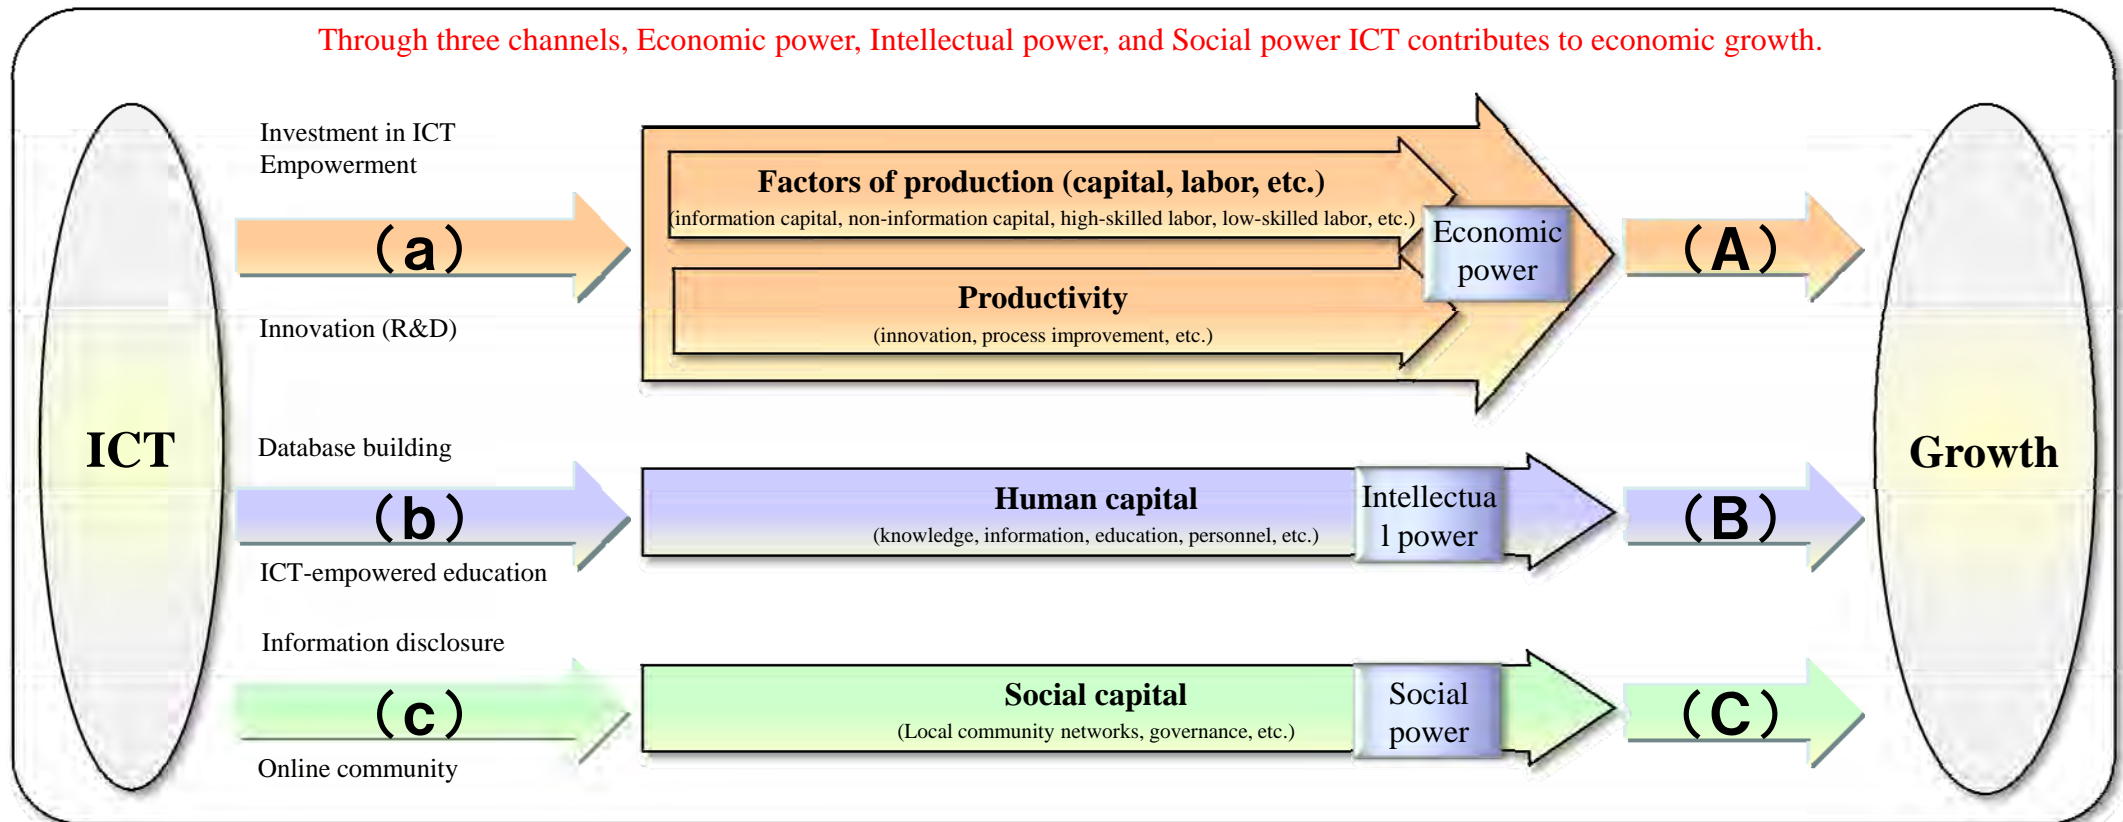 Through three channels, Economic power, Intellectual power, and Social power ICT contributes to economic growth.
ICT
Investment in ICT
Empowerment
(a)
Innovation (R&D)
Factors of production (capital, labor, etc.)
(information capital, non-information capital, high-skilled labor, low-skilled labor, etc.)
Productivity
(innovation, process improvement, etc.)
Economic
power
(A)
Database building
(b)
ICT-empowered education
Human capital
(knowledge, information, education, personnel, etc.)
Intellectua
l power
(B)
Information disclosure
(c)
Online community
Social capital
(Local community networks, governance, etc.)
Social
power
(C)
Growth